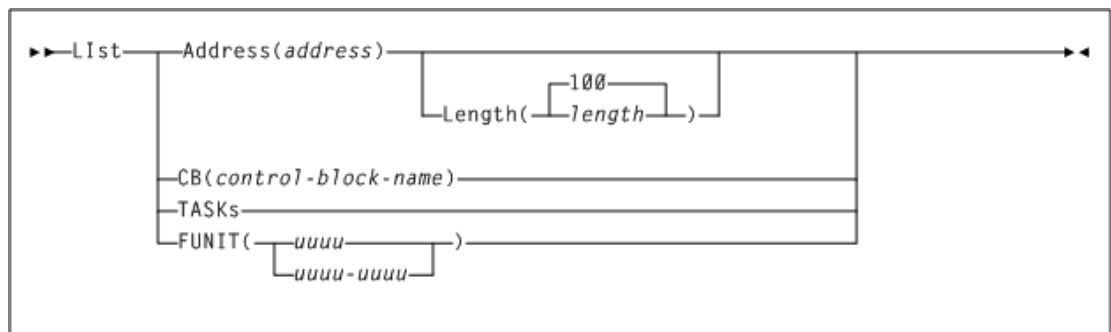 LIst Address(address)
100
Length( length )
CB(control-block-name)
TASKs
FUNIT( uuuu )
uuuu-uuuu